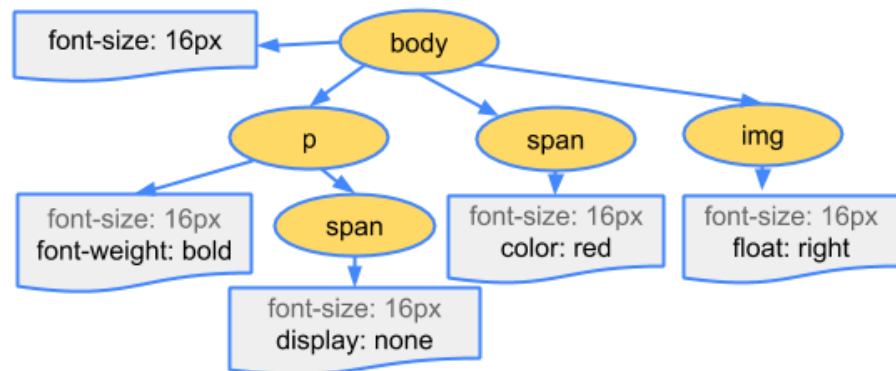 font-size: 16px
body
p
span
img
font-size: 16px
font-weight: bold
span
font-size: 16px
color: red
font-size: 16px
float: right
font-size: 16px
display: none